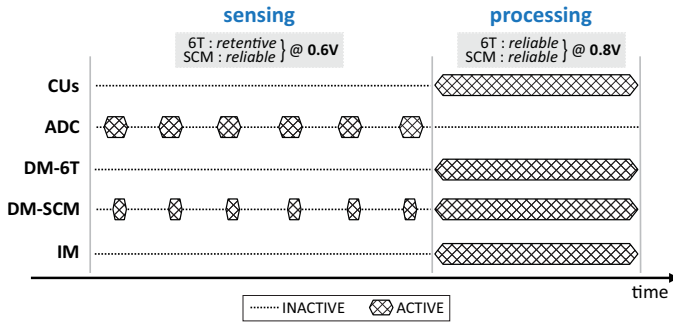 sensing processing
6T : retentive } @ 0.6V 6T : reliable } @ 0.8V
SCM : reliable SCM : reliable
CUs
ADC
DM-6T
DM-SCM
IM
time
INACTIVE ACTIVE